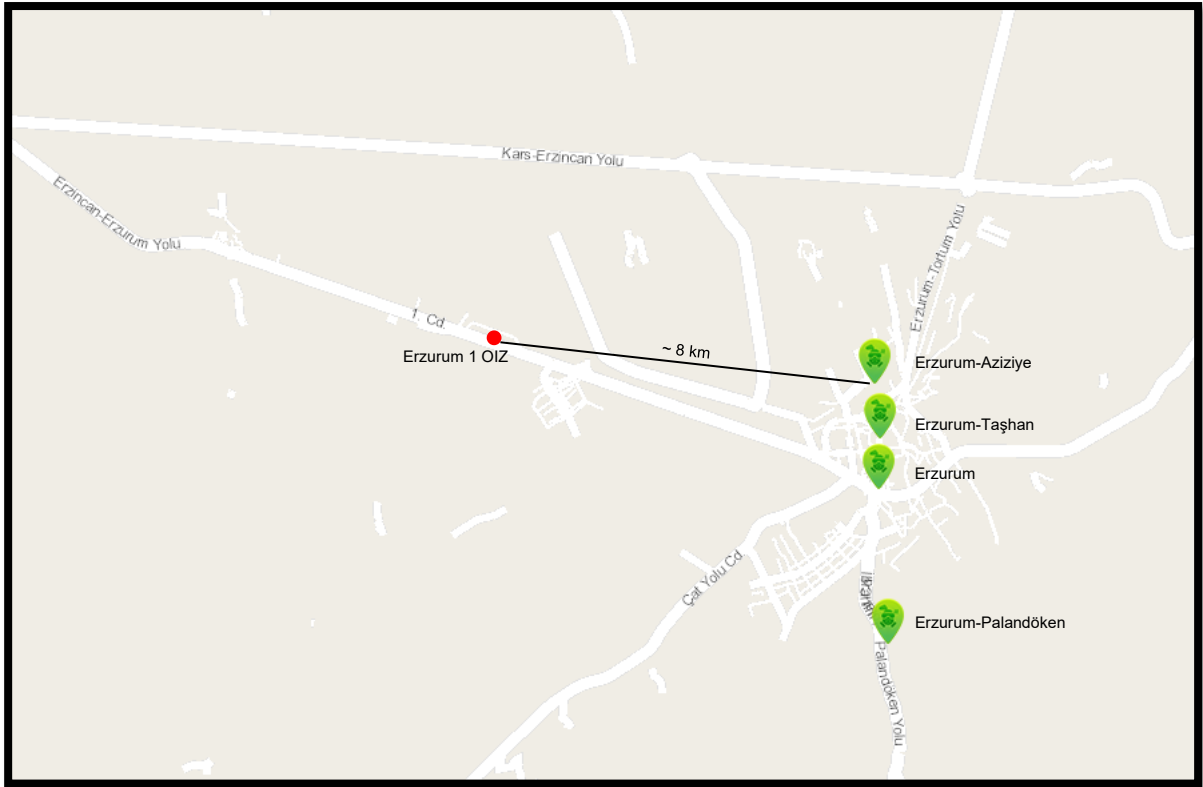 Kars-Erzincan Yolu
Erzincan-Erzurum Yolu
Erzurum-Tortum Yolu
1. Cd.
Erzurum 1 OIZ
~ 8 km
Erzurum-Aziziye
Erzurum-Taşhan
Erzurum
Çat Yolu Cd.
Erzurum-Palandöken
Palandöken Yolu